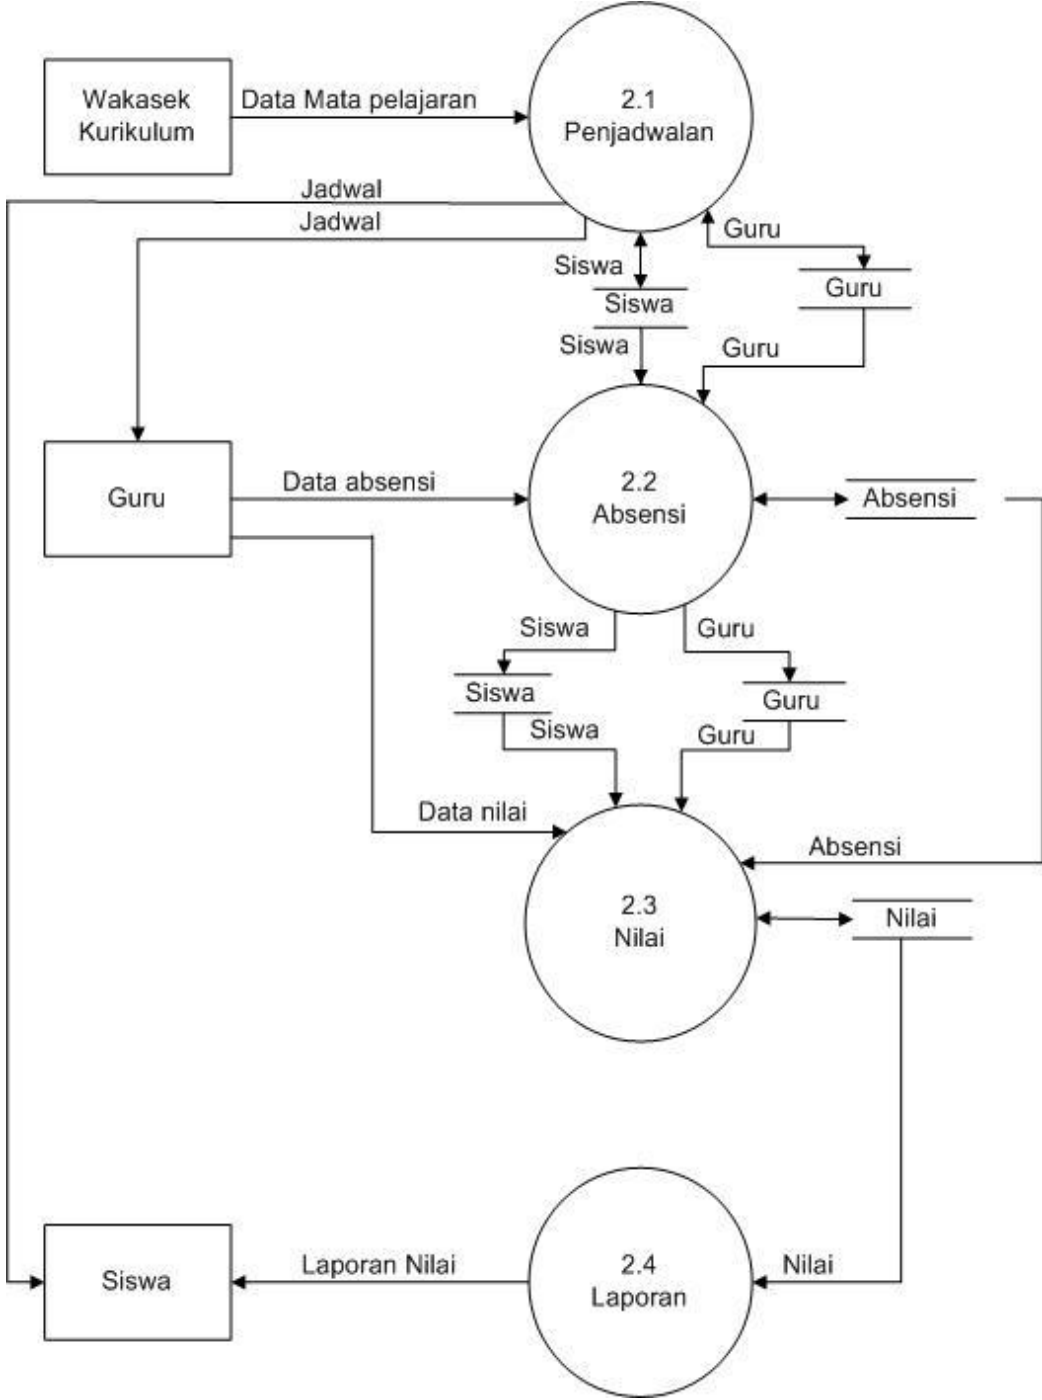 2.1
Penjadwalan
Wakasek
Kurikulum
Data Mata pelajaran
Jadwal
Jadwal
Guru
Siswa
Guru
Siswa
Siswa
Guru
2.2
Absensi
Guru
Data absensi
Absensi
Siswa
Guru
Siswa
Guru
Siswa
Guru
Data nilai
Absensi
2.3
Nilai
Nilai
2.4
Laporan
Siswa
Laporan Nilai
Nilai